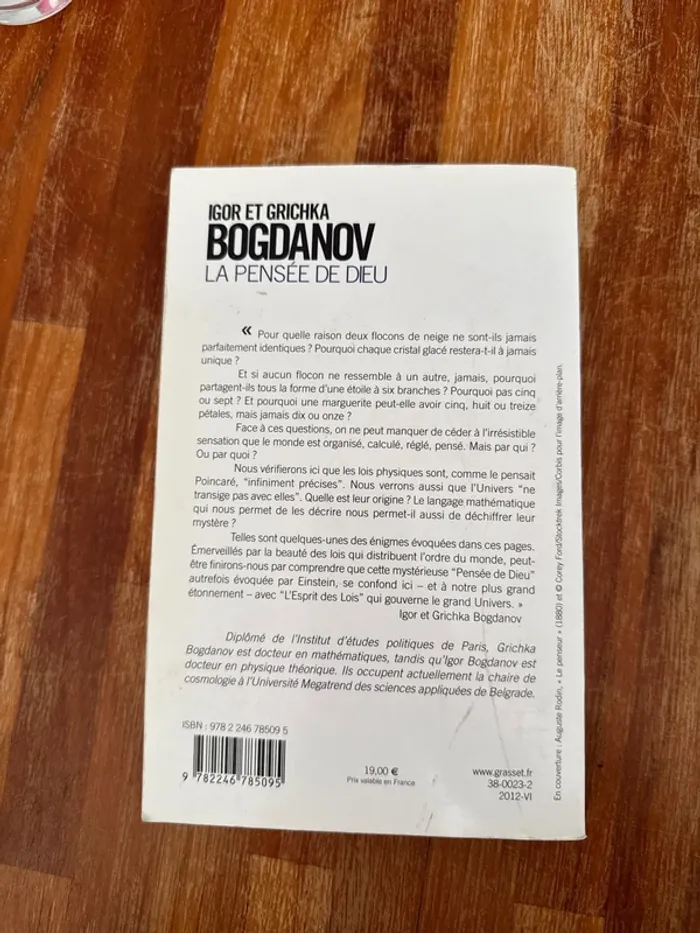 IGOR ET GRICHKA
BOGDANOV
LA PENSÉE DE DIEU
« Pour quelle raison deux flocons de neige ne sont-ils jamais
parfaitement identiques ? Pourquoi chaque cristal glacé restera-t-il à jamais
unique ?
Et si aucun flocon ne ressemble à un autre, jamais, pourquoi
partagent-ils tous la forme d'une étoile à six branches ? Pourquoi pas cinq
ou sept ? Et pourquoi une marguerite peut-elle avoir cinq, huit ou treize
pétales, mais jamais dix ou onze ?
Face à ces questions, on ne peut manquer de céder à l'irrésistible
sensation que le monde est organisé, calculé, réglé, pensé. Mais par qui ?
Ou par quoi ?
Nous vérifierons ici que les lois physiques sont, comme le pensait
Poincaré, "infiniment précises". Nous verrons aussi que l'Univers "ne
transige pas avec elles". Quelle est leur origine ? Le langage mathématique
qui nous permet de les décrire nous permet-il aussi de déchiffrer leur
mystère ?
Telles sont quelques-unes des énigmes évoquées dans ces pages.
Émerveillés par la beauté des lois qui distribuent l'ordre du monde, peut-
être finirons-nous par comprendre que cette mystérieuse "Pensée de Dieu"
autrefois évoquée par Einstein, se confond ici – et à notre plus grand
étonnement – avec "L'Esprit des Lois" qui gouverne le grand Univers. »
Igor et Grichka Bogdanov
Diplômé de l'Institut d'études politiques de Paris, Grichka
Bogdanov est docteur en mathématiques, tandis qu'Igor Bogdanov est
docteur en physique théorique. Ils occupent actuellement la chaire de
cosmologie à l'Université Megatrend des sciences appliquées de Belgrade.
ISBN : 978 2 246 78509 5
9 782246 785095
19,00 €
Prix valable en France
www.grasset.fr
38-0023-2
2012-VI
En couverture : Auguste Rodin, « Le penseur » (1880) et © Corey Ford/Stocktrek Images/Corbis pour l'image d'arrière-plan.